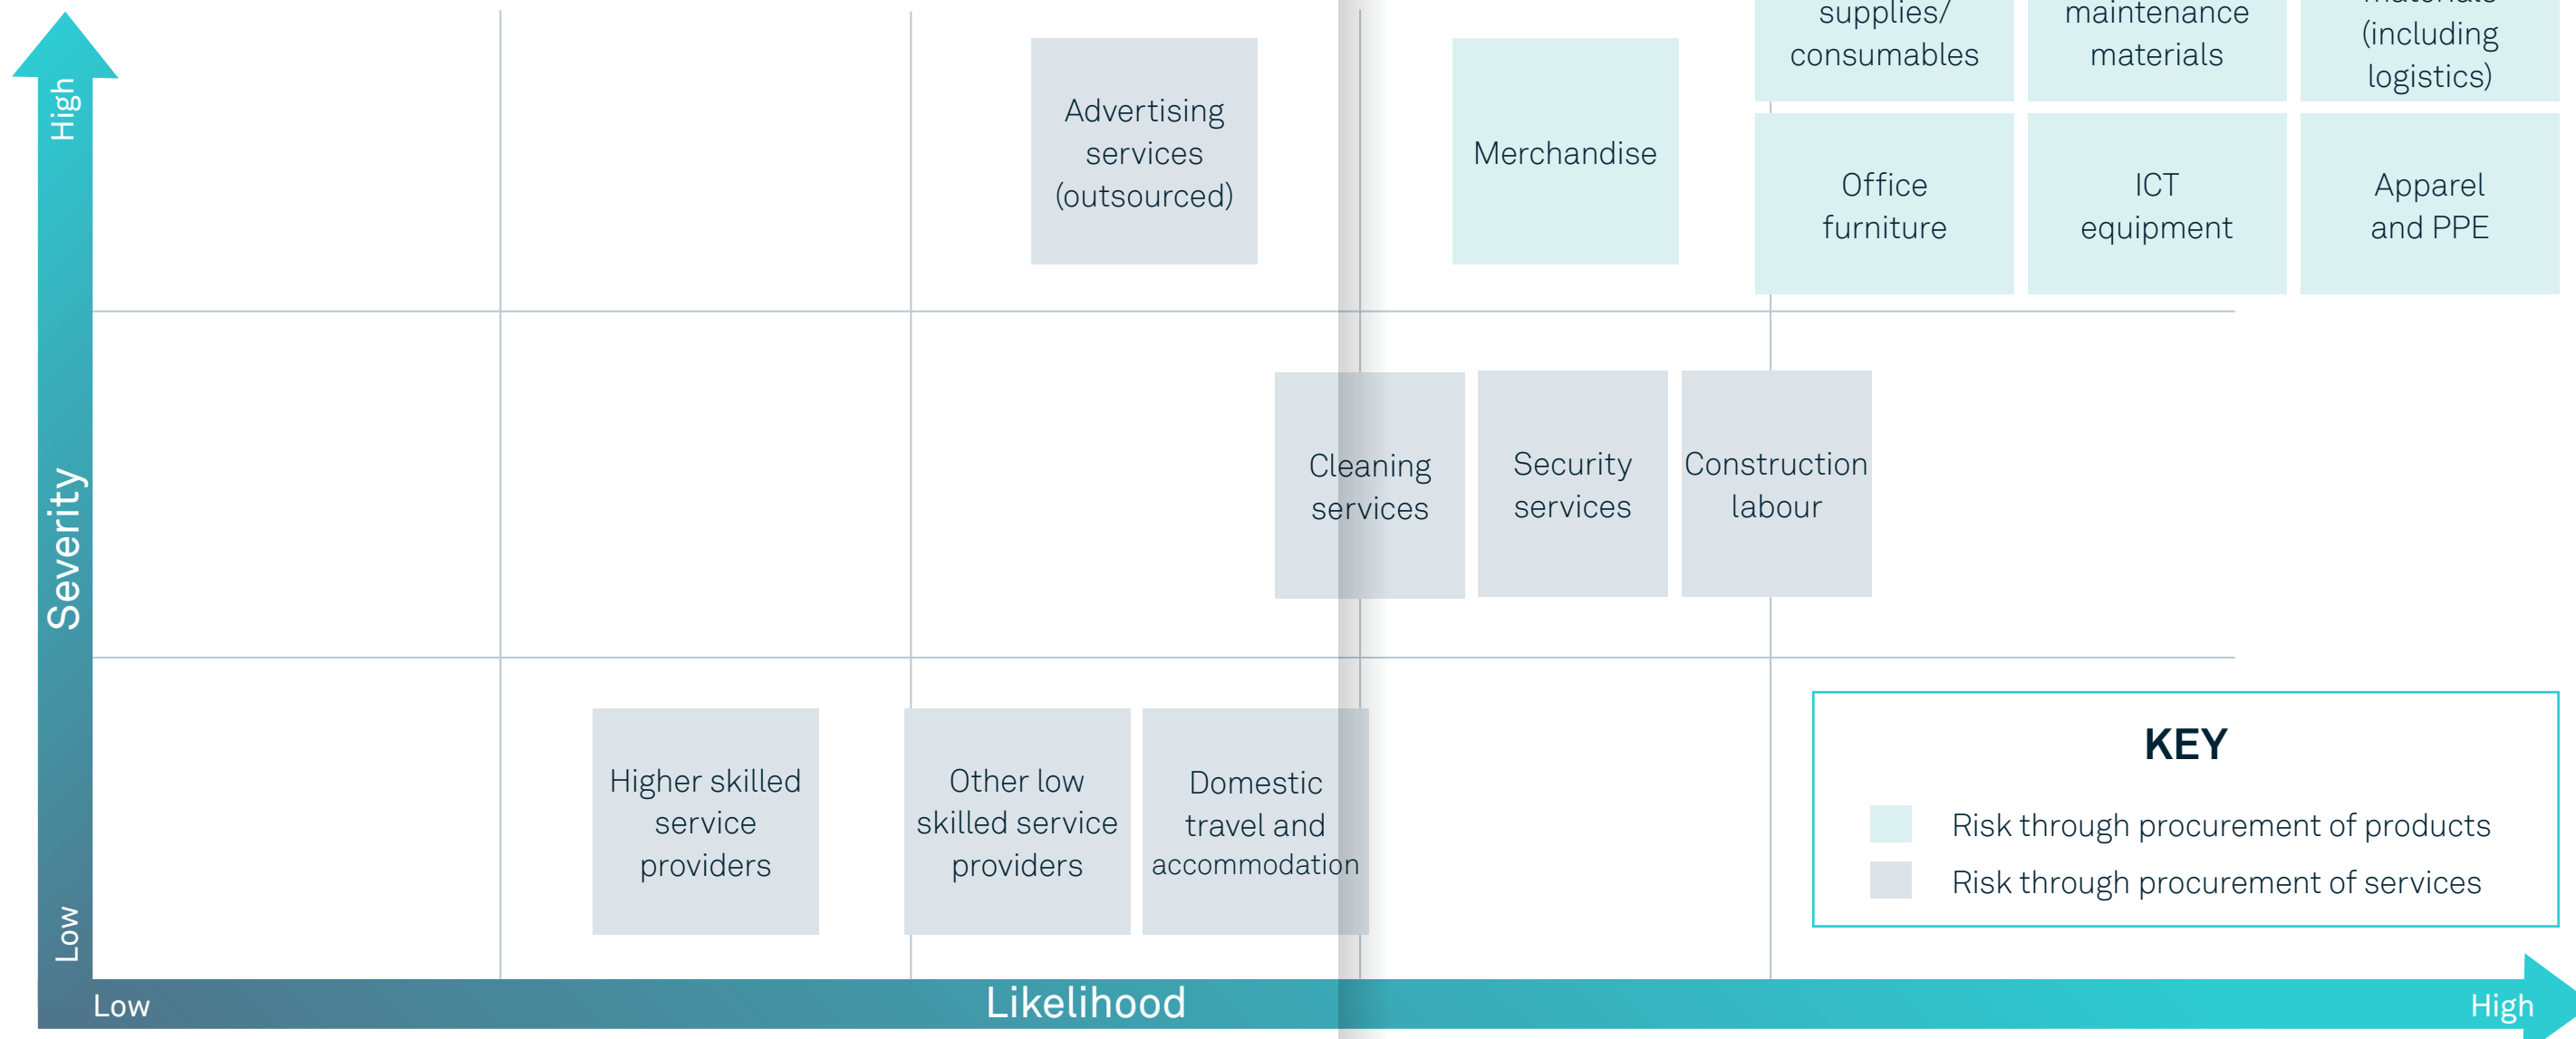 High
Severity
Low
supplies/
consumables
maintenance
materials
(including
logistics)
Advertising
services
(outsourced)
Merchandise
Office
furniture
ICT
equipment
Apparel
and PPE
Cleaning
services
Security
services
Construction
labour
Higher skilled
service
providers
Other low
skilled service
providers
Domestic
travel and
accommodation
KEY
Risk through procurement of products
Risk through procurement of services
Low
Likelihood
High